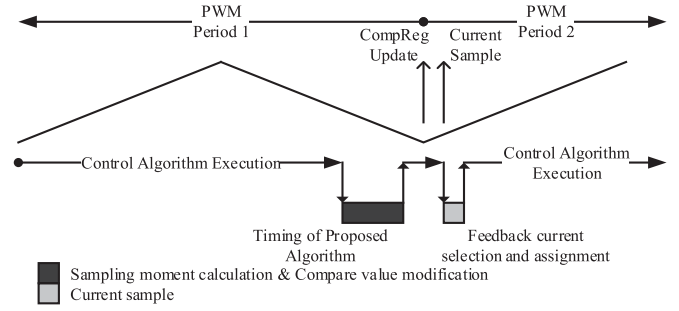 PWM
Period 1
PWM
Period 2
CompReg
Update
Current
Sample
Control Algorithm Execution
Control Algorithm
Execution
Timing of Proposed
Algorithm
Feedback current
selection and assignment
Sampling moment calculation & Compare value modification
Current sample